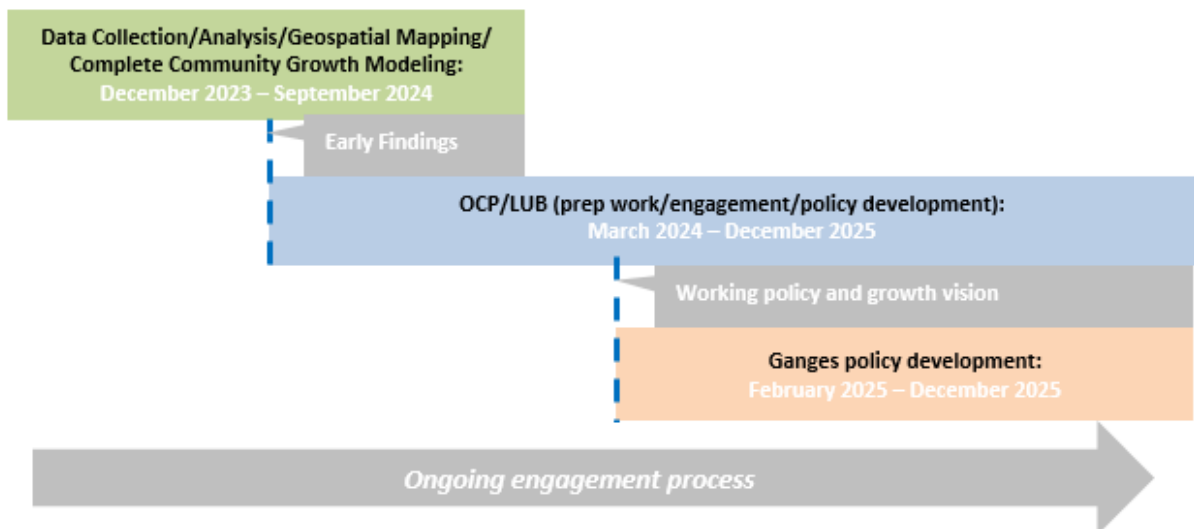 Data Collection/Analysis/Geospatial Mapping/
Complete Community Growth Modeling:
December 2023 – September 2024
Early Findings
OCP/LUB (prep work/engagement/policy development):
March 2024 – December 2025
Working policy and growth vision
Ganges policy development:
February 2025 – December 2025
Ongoing engagement process